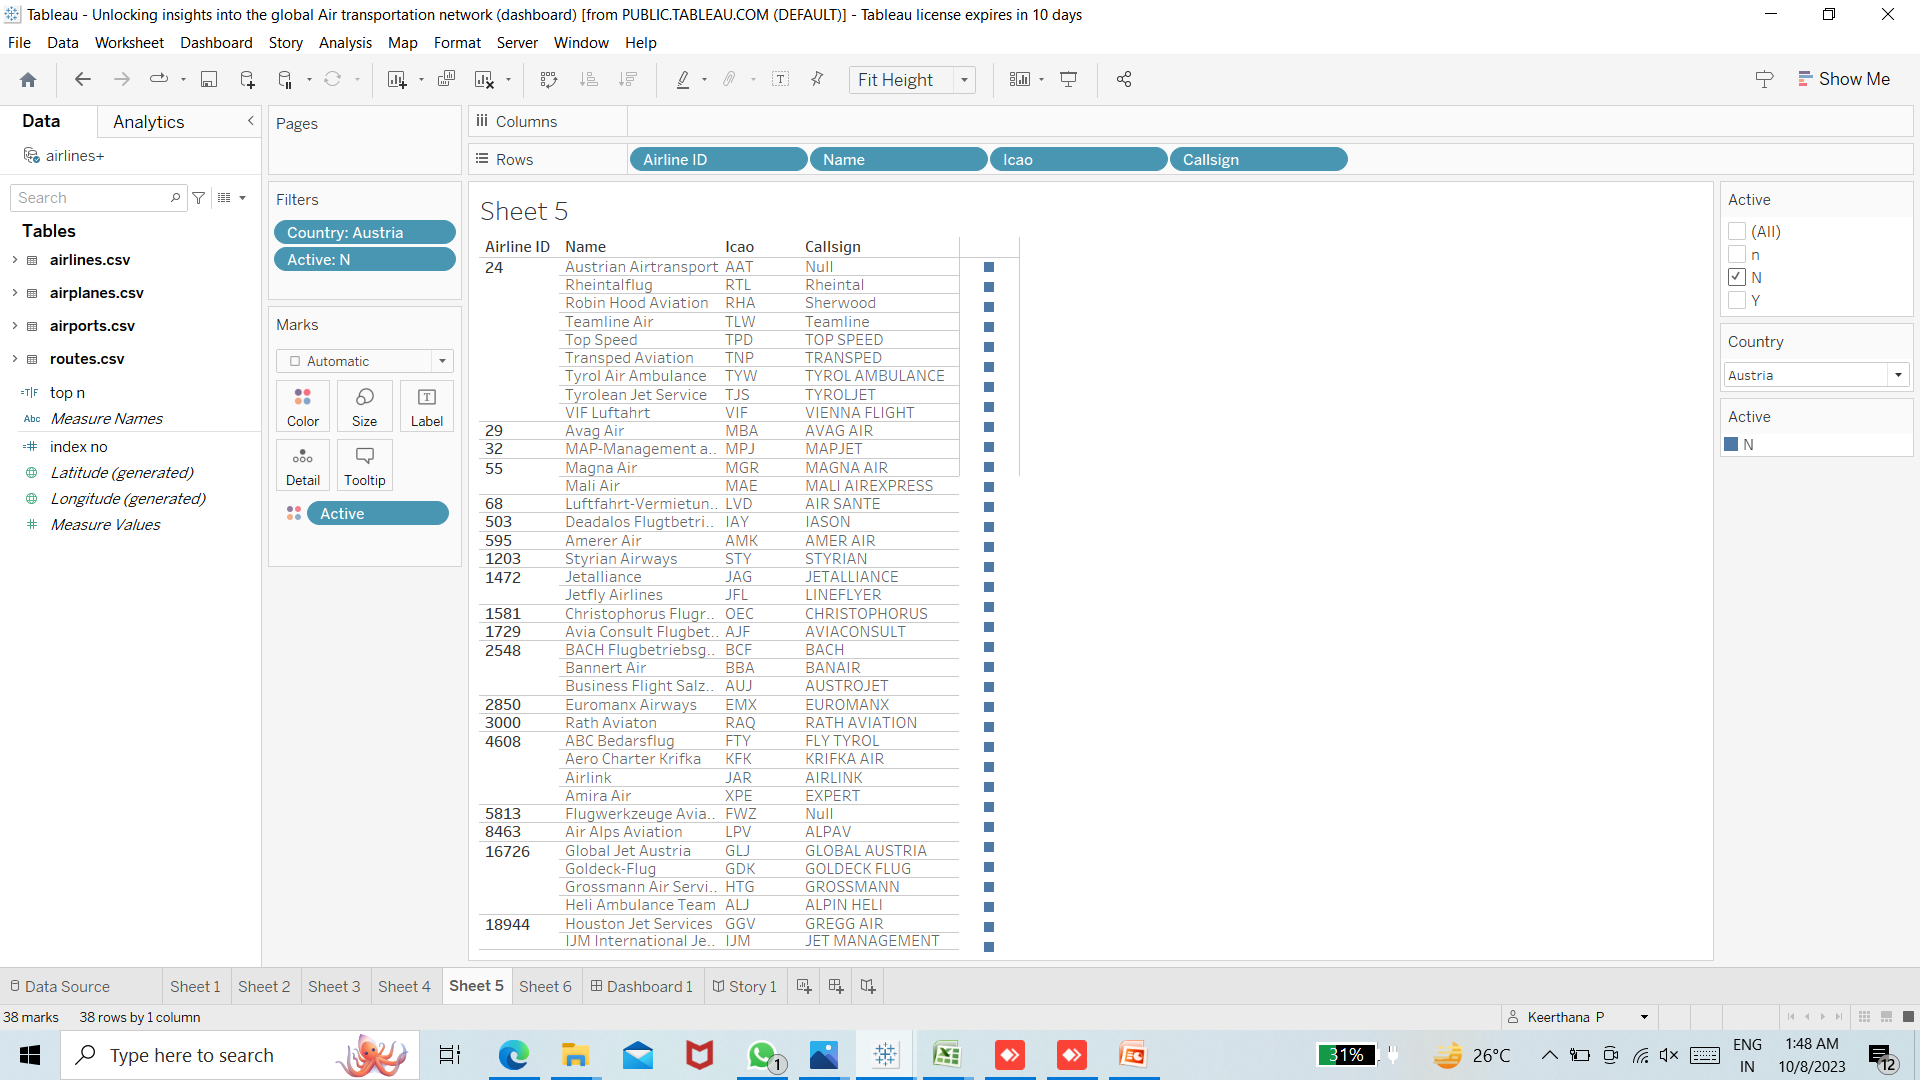 Tableau - Unlocking insights into the global Air transportation network (dashboard) [from PUBLIC.TABLEAU.COM (DEFAULT)] - Tableau license expires in 10 days
File Data Worksheet Dashboard Story Analysis Map Format Server Window Help
Fit Height
Show Me
Data Analytics
airlines+
Search
Tables
airlines.csv
airplanes.csv
airports.csv
routes.csv
=T|F top n
Abc Measure Names
=# index no
Latitude (generated)
Longitude (generated)
# Measure Values
Pages
Filters
Country: Austria
Active: N
Marks
Automatic
Color Size Label
T
Detail Tooltip
Active
Columns
Rows Airline ID Name Icao Callsign
Sheet 5
Airline ID Name Icao Callsign
24 Austrian Airtransport AAT Null
Rheintalflug RTL Rheintal
Robin Hood Aviation RHA Sherwood
Teamline Air TLW Teamline
Top Speed TPD TOP SPEED
Transped Aviation TNP TRANSPED
Tyrol Air Ambulance TYW TYROL AMBULANCE
Tyrolean Jet Service TJS TYROLJET
VIF Luftahrt VIF VIENNA FLIGHT
29 Avag Air MBA AVAG AIR
32 MAP-Management a.. MPJ MAPJET
55 Magna Air MGR MAGNA AIR
Mali Air MAE MALI AIREXPRESS
68 Luftfahrt-Vermietun.. LVD AIR SANTE
503 Deadalos Flugtbetri.. IAY IASON
595 Amerer Air AMK AMER AIR
1203 Styrian Airways STY STYRIAN
1472 Jetalliance JAG JETALLIANCE
Jetfly Airlines JFL LINEFLYER
1581 Christophorus Flugr.. OEC CHRISTOPHORUS
1729 Avia Consult Flugbet.. AJF AVIACONSULT
2548 BACH Flugbetriebsg.. BCF BACH
Bannert Air BBA BANAIR
Business Flight Salz.. AUJ AUSTROJET
2850 Euromanx Airways EMX EUROMANX
3000 Rath Aviaton RAQ RATH AVIATION
4608 ABC Bedarsflug FTY FLY TYROL
Aero Charter Krifka KFK KRIFKA AIR
Airlink JAR AIRLINK
Amira Air XPE EXPERT
5813 Flugwerkzeuge Avia.. FWZ Null
8463 Air Alps Aviation LPV ALPAV
16726 Global Jet Austria GLJ GLOBAL AUSTRIA
Goldeck-Flug GDK GOLDECK FLUG
Grossmann Air Servi.. HTG GROSSMANN
Heli Ambulance Team ALJ ALPIN HELI
18944 Houston Jet Services GGV GREGG AIR
IJM International Je.. IJM JET MANAGEMENT
Active
(All)
n
N
Y
Country
Austria
Active
N
Data Source Sheet 1 Sheet 2 Sheet 3 Sheet 4 Sheet 5 Sheet 6 Dashboard 1 Story 1
38 marks 38 rows by 1 column
Keerthana P
Type here to search
1
31%
26°C
ENG
IN
1:48 AM
10/8/2023
12